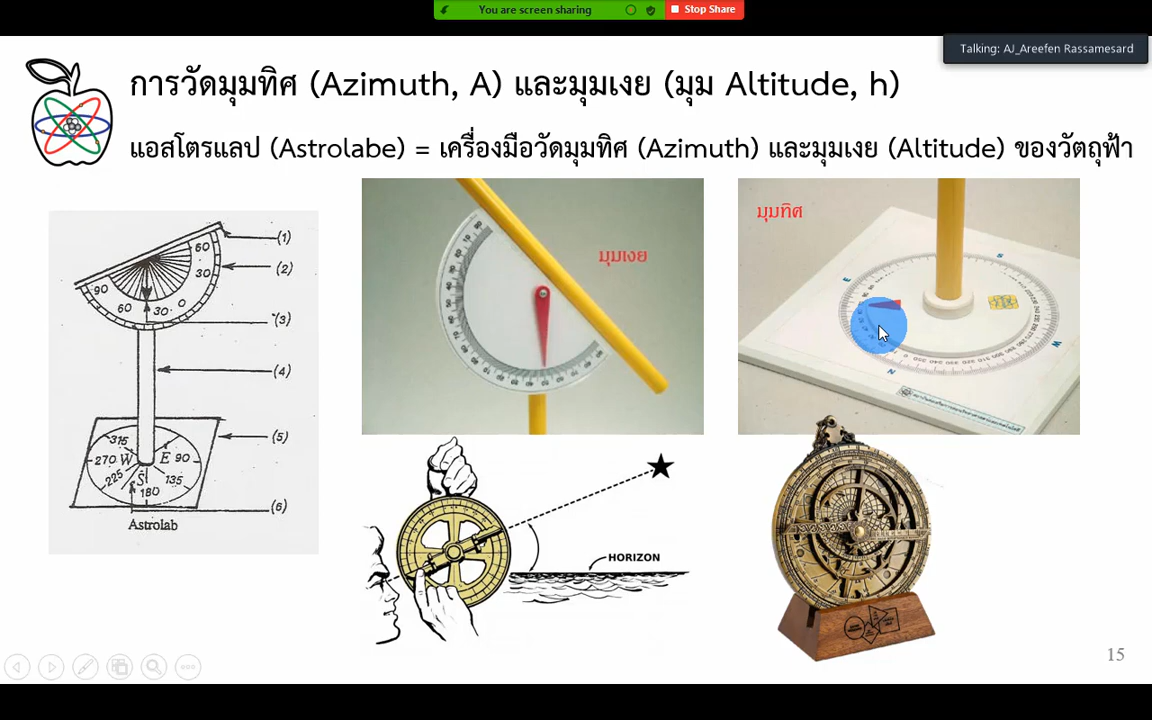 You are screen sharing
Stop Share
Talking: AJ_Areefen Rassamesard
การวัดมุมทิศ (Azimuth, A) และมุมเงย (มุม Altitude, h)
แอสโตรแลป (Astrolabe) = เครื่องมือวัดมุมทิศ (Azimuth) และมุมเงย (Altitude) ของวัตถุฟ้า
(1)
60
(2)
30
90
0
60
30
(3)
(4)
315
(5)
270 W
E 90
225
S
135
180
(6)
Astrolab
มุมเงย
มุมทิศ
S
E
W
N
HORIZON
15